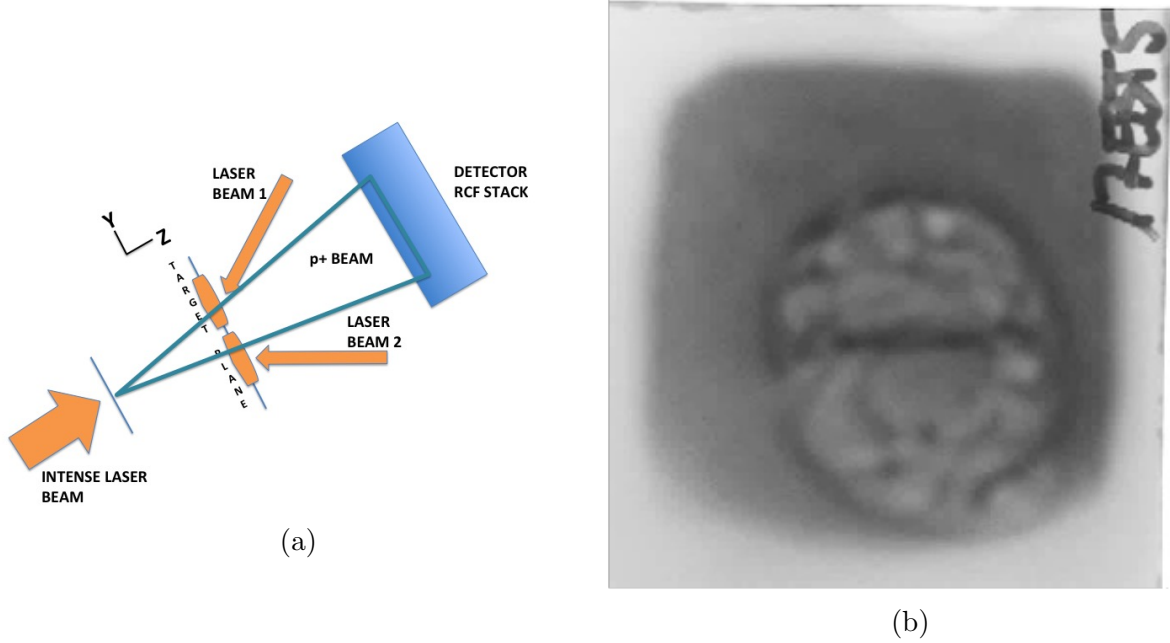 LASER
BEAM 1
DETECTOR
RCF STACK
Y
Z
p+ BEAM
TARGET PLANE
LASER
BEAM 2
INTENSE LASER
BEAM
(a)
(b)